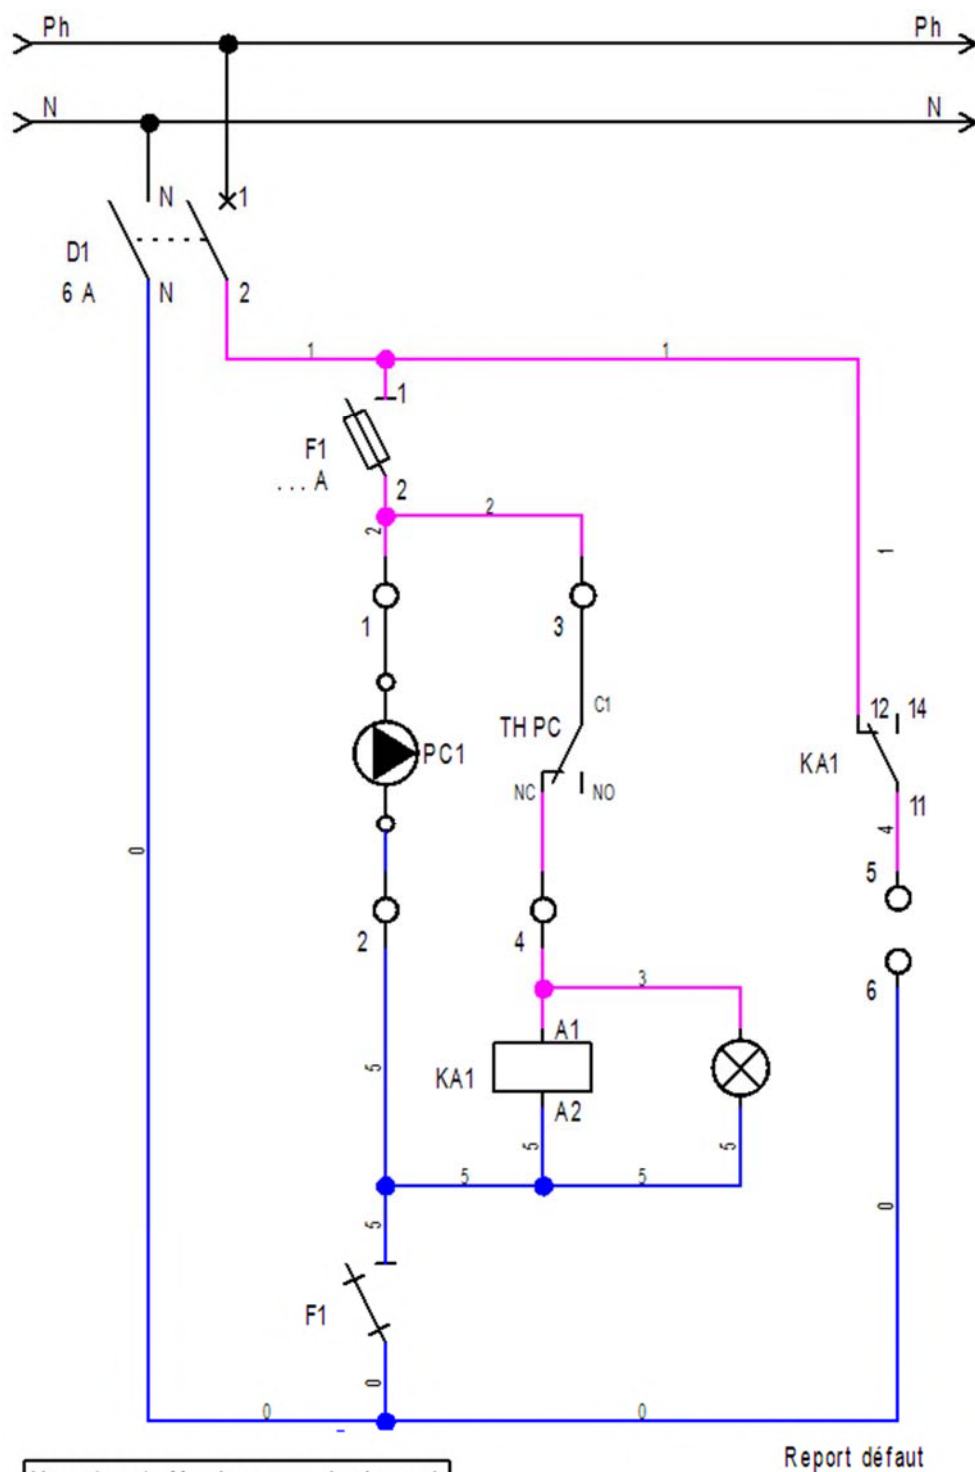 Ph Ph
N N
N 1
D1
6 A N 2
1 1
1
F1
... A 2
2 2
1
1 3
C1
TH PC 12 14
PC1 KA1
NC NO 11
4
0 5
2 4
6
3
A1
5 KA1
A2
5 5
5 5
0
5
F1
0
0 0
Report défaut